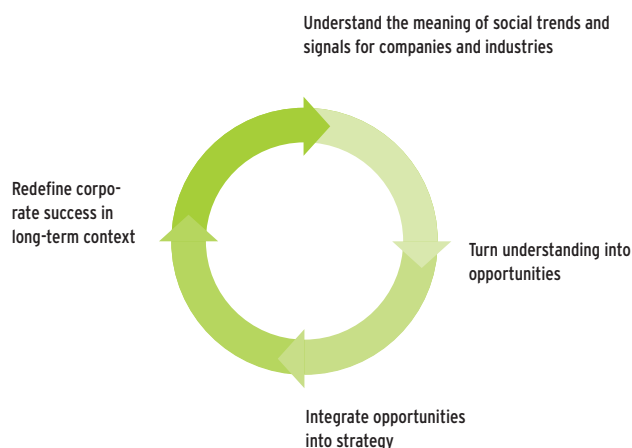 Understand the meaning of social trends and
signals for companies and industries
Redefine corpo-
rate success in
long-term context
Turn understanding into
opportunities
Integrate opportunities
into strategy